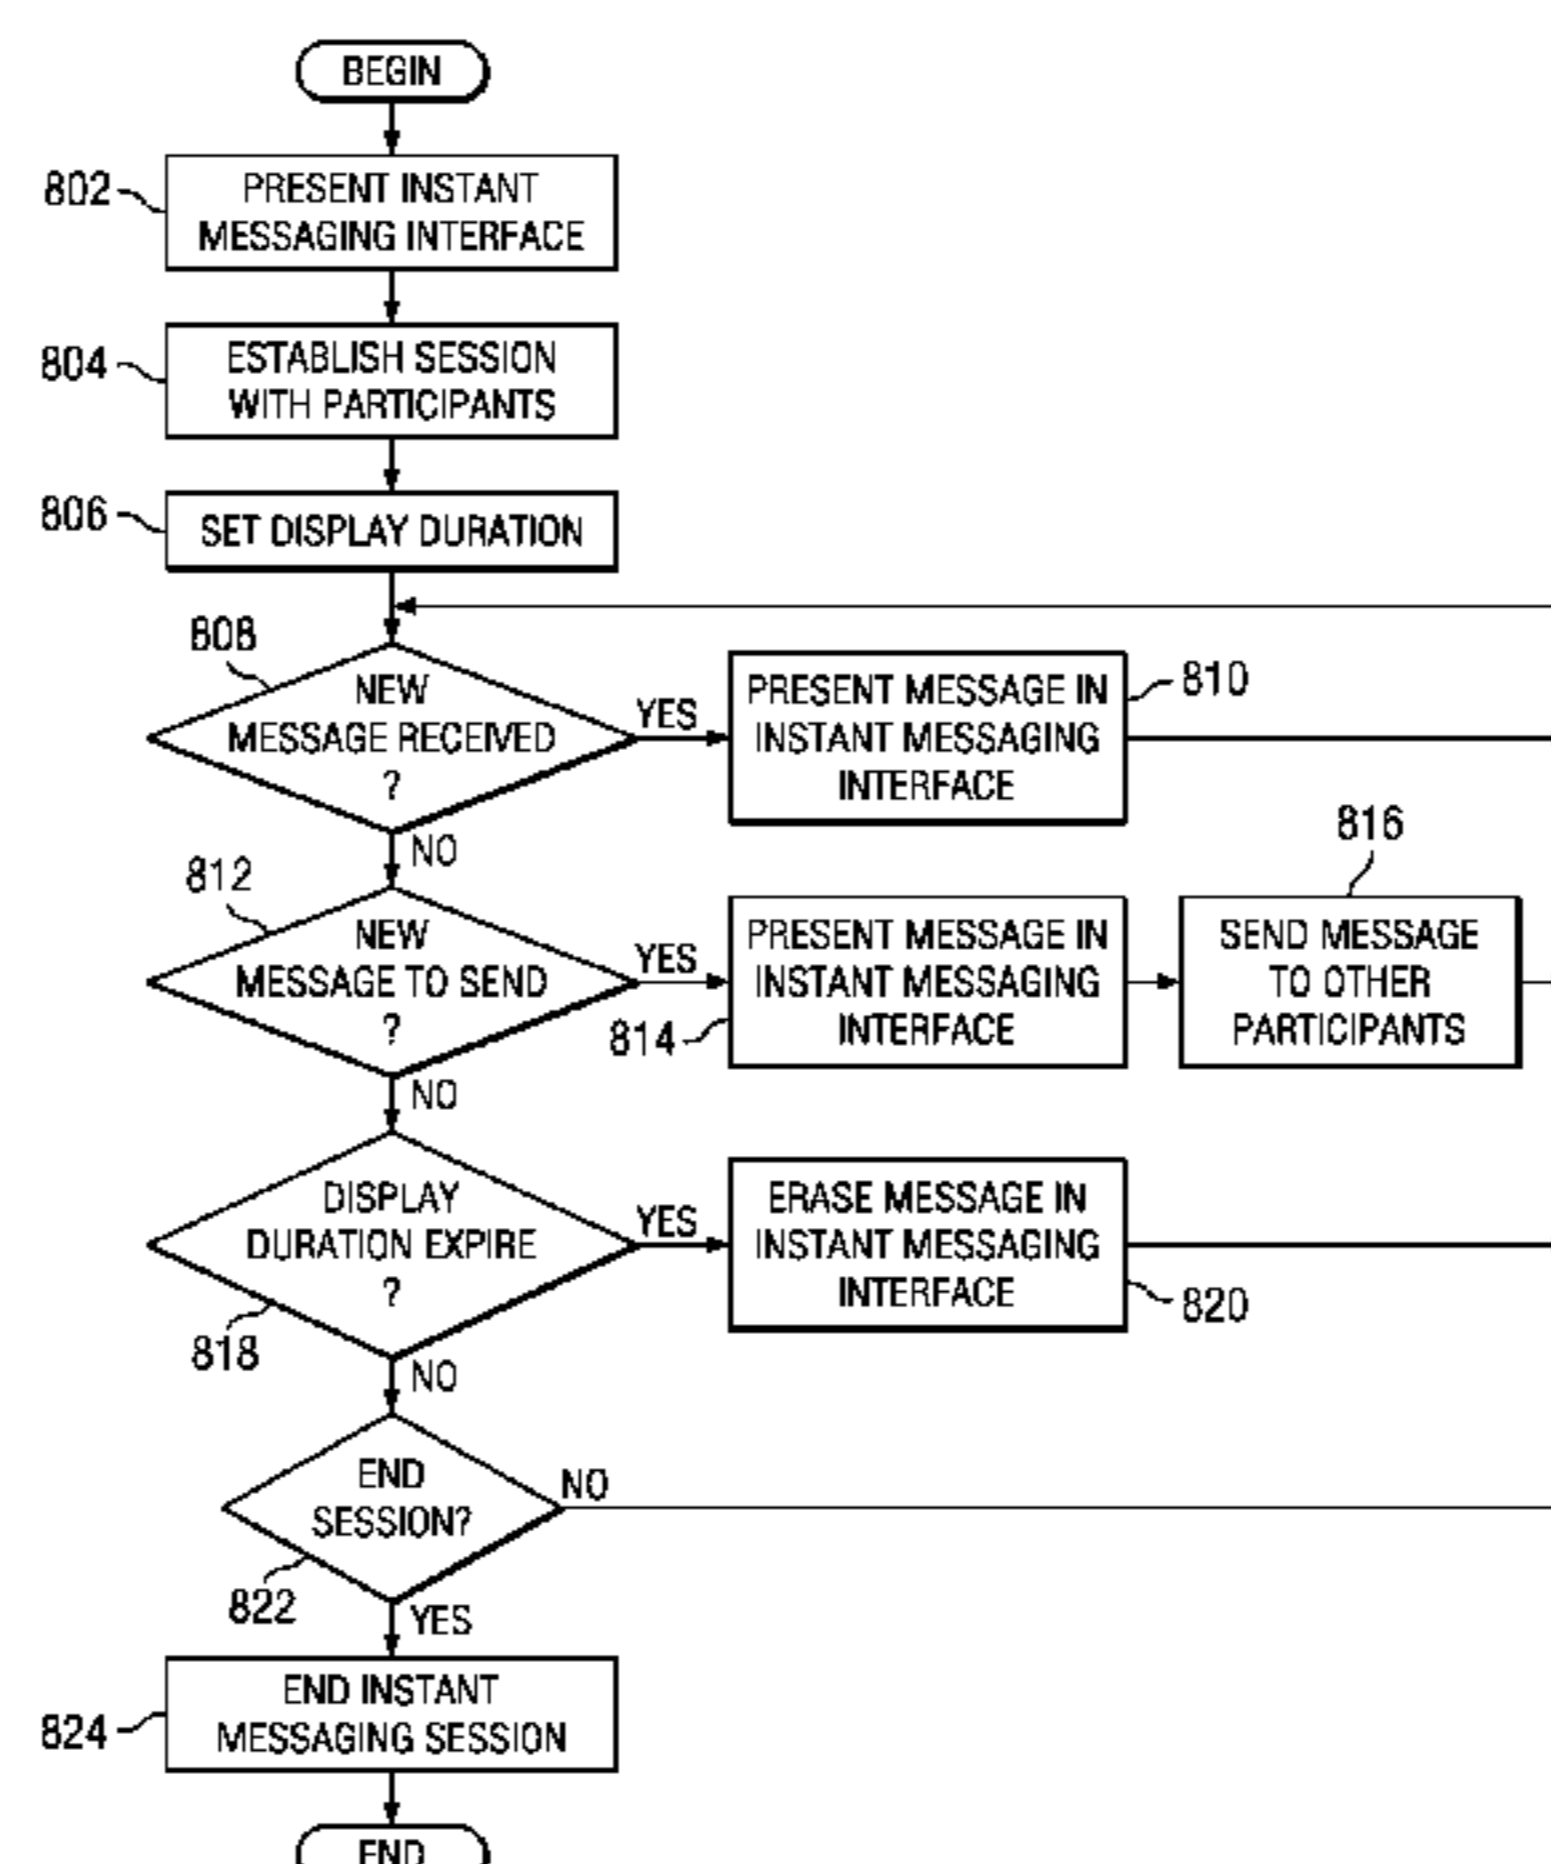 BEGIN
802
PRESENT INSTANT
MESSAGING INTERFACE
804
ESTABLISH SESSION
WITH PARTICIPANTS
806
SET DISPLAY DURATION
808
NEW
MESSAGE RECEIVED
?
YES
PRESENT MESSAGE IN
INSTANT MESSAGING
INTERFACE
810
NO
812
NEW
MESSAGE TO SEND
?
YES
814
PRESENT MESSAGE IN
INSTANT MESSAGING
INTERFACE
816
SEND MESSAGE
TO OTHER
PARTICIPANTS
NO
DISPLAY
DURATION EXPIRE
?
818
YES
ERASE MESSAGE IN
INSTANT MESSAGING
INTERFACE
820
NO
END
SESSION?
822
NO
YES
824
END INSTANT
MESSAGING SESSION
END